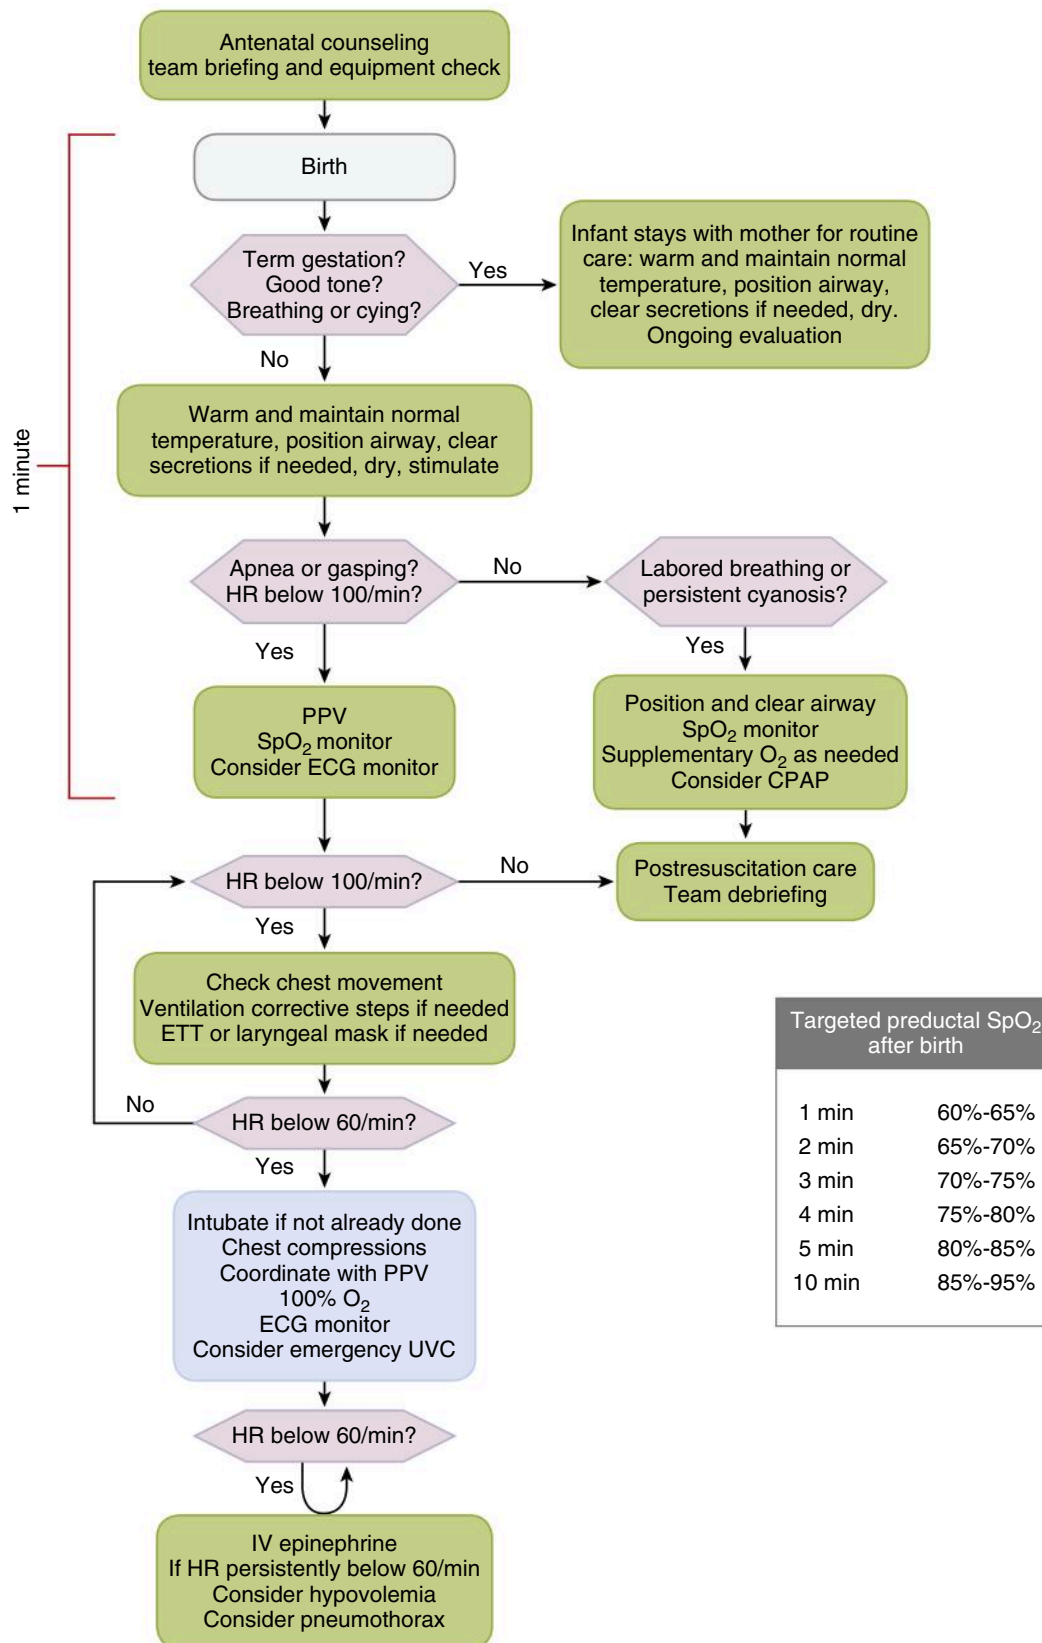 Antenatal counseling
team briefing and equipment check
Birth
Term gestation?
Good tone?
Breathing or cying?
Yes
Infant stays with mother for routine
care: warm and maintain normal
temperature, position airway,
clear secretions if needed, dry.
Ongoing evaluation
No
Warm and maintain normal
temperature, position airway, clear
secretions if needed, dry, stimulate
1 minute
Apnea or gasping?
HR below 100/min?
No
Labored breathing or
persistent cyanosis?
Yes
Yes
PPV
SpO₂ monitor
Consider ECG monitor
Position and clear airway
SpO₂ monitor
Supplementary O₂ as needed
Consider CPAP
HR below 100/min?
No
Postresuscitation care
Team debriefing
Yes
Check chest movement
Ventilation corrective steps if needed
ETT or laryngeal mask if needed
No
HR below 60/min?
Yes
Intubate if not already done
Chest compressions
Coordinate with PPV
100% O₂
ECG monitor
Consider emergency UVC
HR below 60/min?
Yes
IV epinephrine
If HR persistently below 60/min
Consider hypovolemia
Consider pneumothorax
Targeted preductal SpO₂
after birth
1 min 60%-65%
2 min 65%-70%
3 min 70%-75%
4 min 75%-80%
5 min 80%-85%
10 min 85%-95%